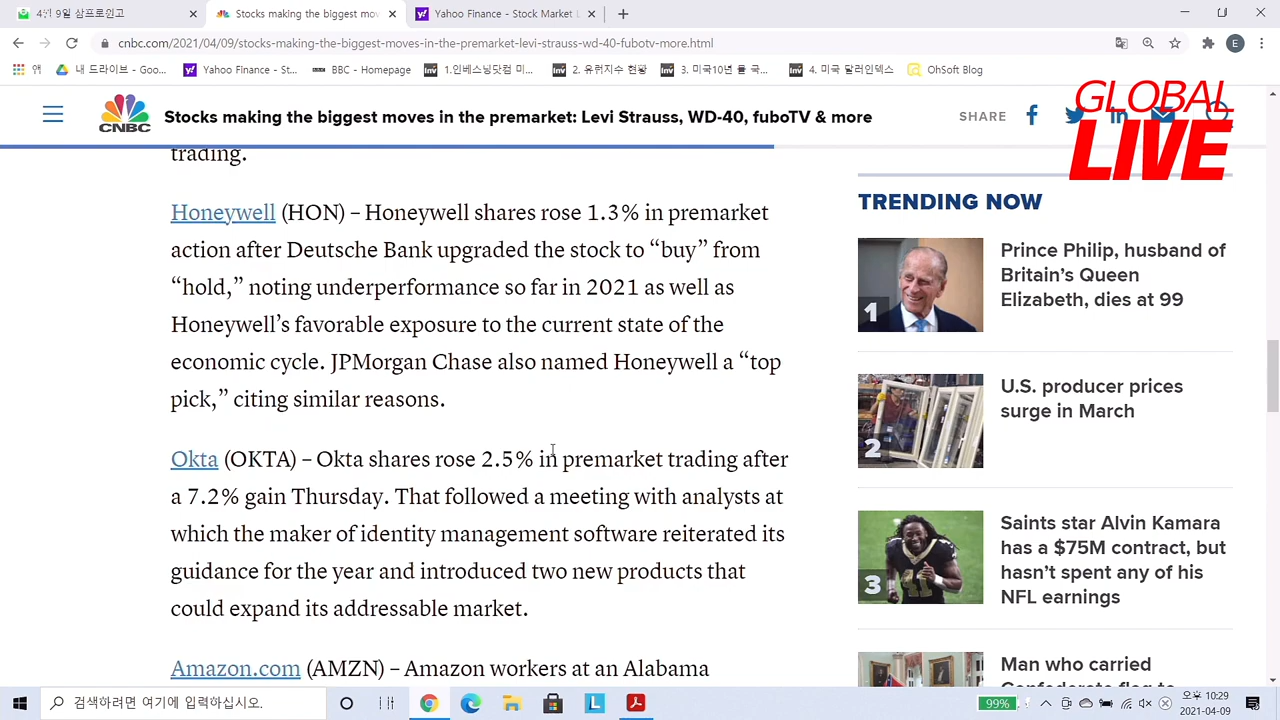 4월 9일 삼프로원고
Stocks making the biggest mov
Yahoo Finance - Stock Market L
cnbc.com/2021/04/09/stocks-making-the-biggest-moves-in-the-premarket-levi-strauss-wd-40-fubotv-more.html
E
앱
내 드라이브 - Goo...
Yahoo Finance - St...
BBC - Homepage
1.인베스닝닷컴 미...
2. 유뤄지수 현황
3. 미국10년 률 국...
4. 미국 달러인덱스
OhSoft Blog
CNBC
Stocks making the biggest moves in the premarket: Levi Strauss, WD-40, fuboTV & more
SHARE
GLOBAL
LIVE
trading.
Honeywell (HON) – Honeywell shares rose 1.3% in premarket
action after Deutsche Bank upgraded the stock to “buy” from
“hold,” noting underperformance so far in 2021 as well as
Honeywell’s favorable exposure to the current state of the
economic cycle. JPMorgan Chase also named Honeywell a “top
pick,” citing similar reasons.
Okta (OKTA) – Okta shares rose 2.5% in premarket trading after
a 7.2% gain Thursday. That followed a meeting with analysts at
which the maker of identity management software reiterated its
guidance for the year and introduced two new products that
could expand its addressable market.
Amazon.com (AMZN) – Amazon workers at an Alabama
TRENDING NOW
1
Prince Philip, husband of
Britain’s Queen
Elizabeth, dies at 99
2
U.S. producer prices
surge in March
3
Saints star Alvin Kamara
has a $75M contract, but
hasn’t spent any of his
NFL earnings
Man who carried
검색하려면 여기에 입력하십시오.
99%
오후 10:29
2021-04-09